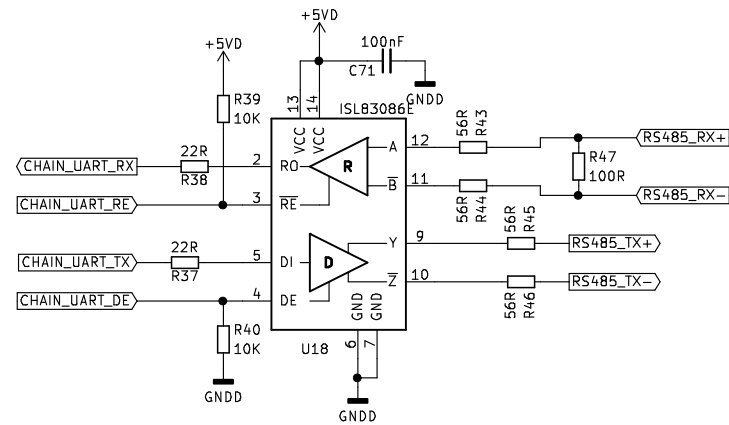 +5VD
+5VD
100nF
C71
GNDD
R39
10K
13
14
ISL83086E
VCC
VCC
56R
R43
CHAIN_UART_RX
22R
R38
2
RO
R
A
12
R47
100R
RS485_RX+
CHAIN_UART_RE
3
RE
B
11
56R
R44
RS485_RX-
CHAIN_UART_TX
22R
R37
5
DI
D
Y
9
56R
R45
RS485_TX+
CHAIN_UART_DE
4
DE
Z
10
56R
R46
RS485_TX-
GND
GND
R40
10K
U18
6
7
GNDD
GNDD